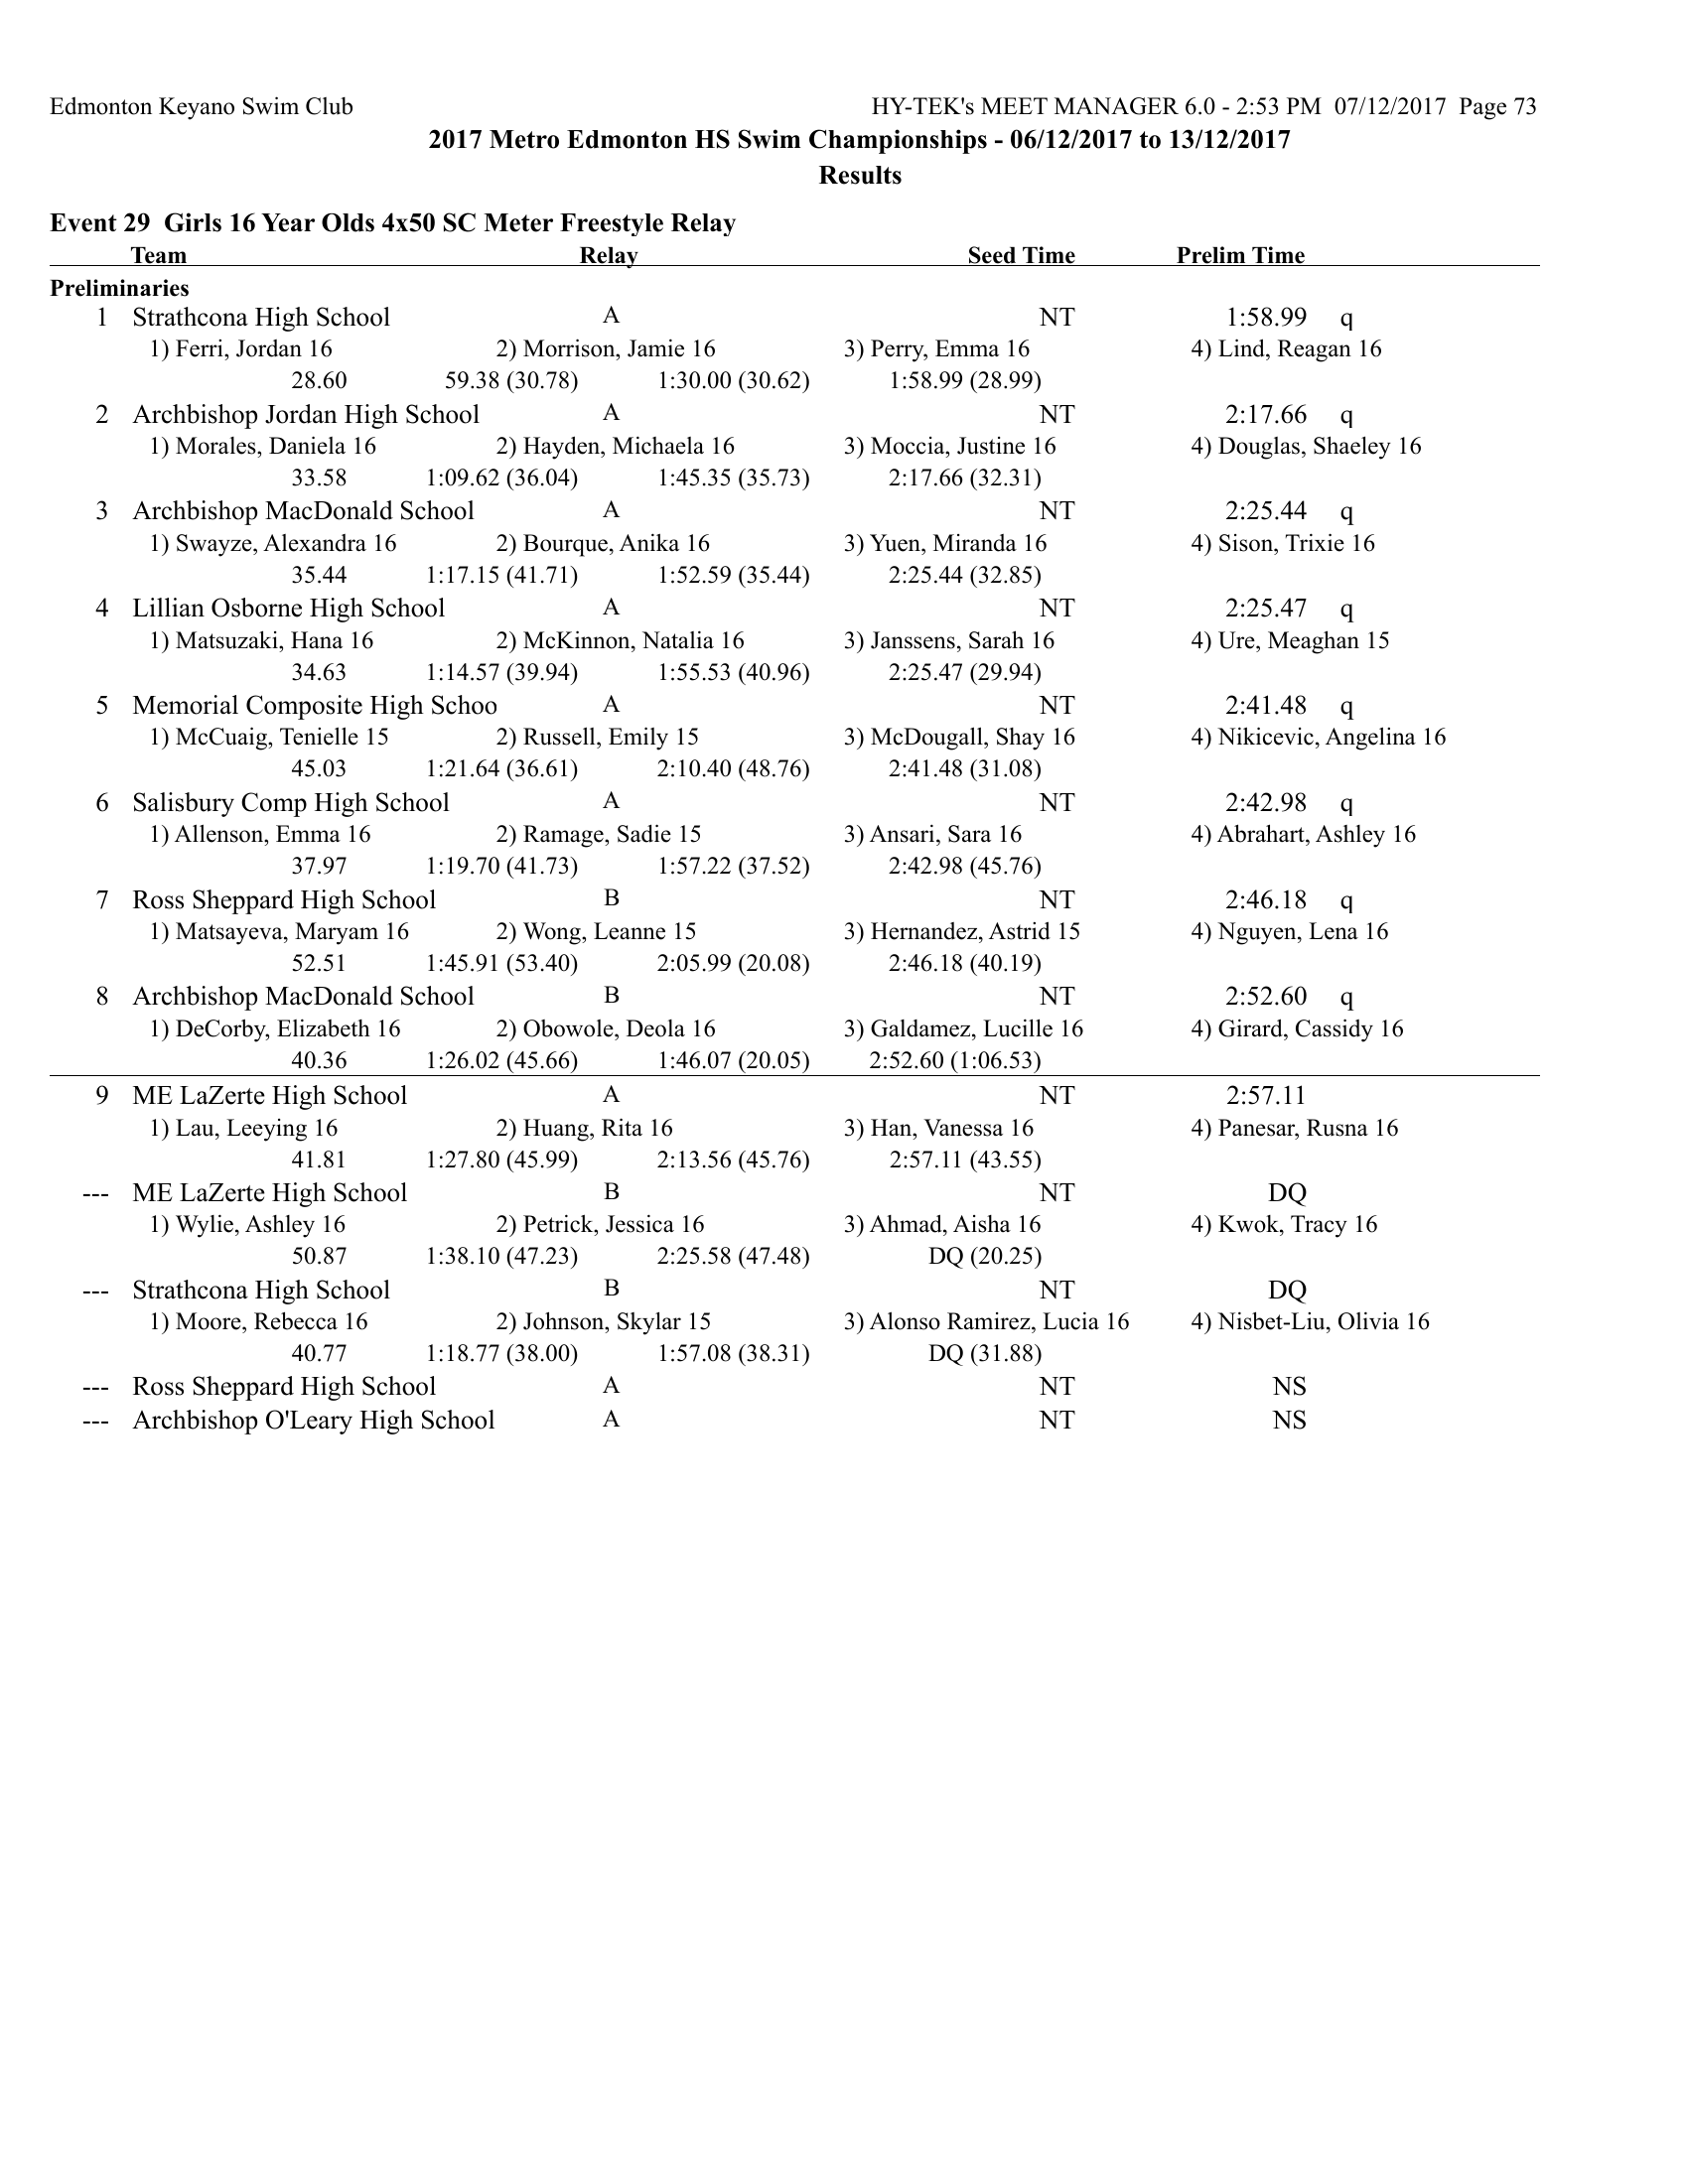 Edmonton Keyano Swim Club HY-TEK's MEET MANAGER 6.0 - 2:53 PM 07/12/2017 Page 73
2017 Metro Edmonton HS Swim Championships - 06/12/2017 to 13/12/2017
Results
Event 29 Girls 16 Year Olds 4x50 SC Meter Freestyle Relay
Team Relay Seed Time Prelim Time
Preliminaries
1 Strathcona High School A NT 1:58.99 q
1) Ferri, Jordan 16 2) Morrison, Jamie 16 3) Perry, Emma 16 4) Lind, Reagan 16
28.60 59.38 (30.78) 1:30.00 (30.62) 1:58.99 (28.99)
2 Archbishop Jordan High School A NT 2:17.66 q
1) Morales, Daniela 16 2) Hayden, Michaela 16 3) Moccia, Justine 16 4) Douglas, Shaeley 16
33.58 1:09.62 (36.04) 1:45.35 (35.73) 2:17.66 (32.31)
3 Archbishop MacDonald School A NT 2:25.44 q
1) Swayze, Alexandra 16 2) Bourque, Anika 16 3) Yuen, Miranda 16 4) Sison, Trixie 16
35.44 1:17.15 (41.71) 1:52.59 (35.44) 2:25.44 (32.85)
4 Lillian Osborne High School A NT 2:25.47 q
1) Matsuzaki, Hana 16 2) McKinnon, Natalia 16 3) Janssens, Sarah 16 4) Ure, Meaghan 15
34.63 1:14.57 (39.94) 1:55.53 (40.96) 2:25.47 (29.94)
5 Memorial Composite High Schoo A NT 2:41.48 q
1) McCuaig, Tenielle 15 2) Russell, Emily 15 3) McDougall, Shay 16 4) Nikicevic, Angelina 16
45.03 1:21.64 (36.61) 2:10.40 (48.76) 2:41.48 (31.08)
6 Salisbury Comp High School A NT 2:42.98 q
1) Allenson, Emma 16 2) Ramage, Sadie 15 3) Ansari, Sara 16 4) Abrahart, Ashley 16
37.97 1:19.70 (41.73) 1:57.22 (37.52) 2:42.98 (45.76)
7 Ross Sheppard High School B NT 2:46.18 q
1) Matsayeva, Maryam 16 2) Wong, Leanne 15 3) Hernandez, Astrid 15 4) Nguyen, Lena 16
52.51 1:45.91 (53.40) 2:05.99 (20.08) 2:46.18 (40.19)
8 Archbishop MacDonald School B NT 2:52.60 q
1) DeCorby, Elizabeth 16 2) Obowole, Deola 16 3) Galdamez, Lucille 16 4) Girard, Cassidy 16
40.36 1:26.02 (45.66) 1:46.07 (20.05) 2:52.60 (1:06.53)
9 ME LaZerte High School A NT 2:57.11
1) Lau, Leeying 16 2) Huang, Rita 16 3) Han, Vanessa 16 4) Panesar, Rusna 16
41.81 1:27.80 (45.99) 2:13.56 (45.76) 2:57.11 (43.55)
--- ME LaZerte High School B NT DQ
1) Wylie, Ashley 16 2) Petrick, Jessica 16 3) Ahmad, Aisha 16 4) Kwok, Tracy 16
50.87 1:38.10 (47.23) 2:25.58 (47.48) DQ (20.25)
--- Strathcona High School B NT DQ
1) Moore, Rebecca 16 2) Johnson, Skylar 15 3) Alonso Ramirez, Lucia 16 4) Nisbet-Liu, Olivia 16
40.77 1:18.77 (38.00) 1:57.08 (38.31) DQ (31.88)
--- Ross Sheppard High School A NT NS
--- Archbishop O'Leary High School A NT NS